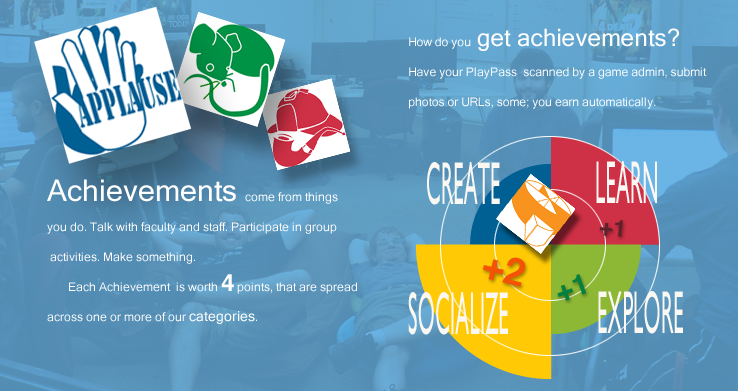 APPLAUSE
Achievements come from things
you do. Talk with faculty and staff. Participate in group
activities. Make something.
Each Achievement is worth 4 points, that are spread
across one or more of our categories.
How do you get achievements?
Have your PlayPass scanned by a game admin, submit
photos or URLs, some; you earn automatically.
CREATE
LEARN
+1
+2
+1
SOCIALIZE
EXPLORE